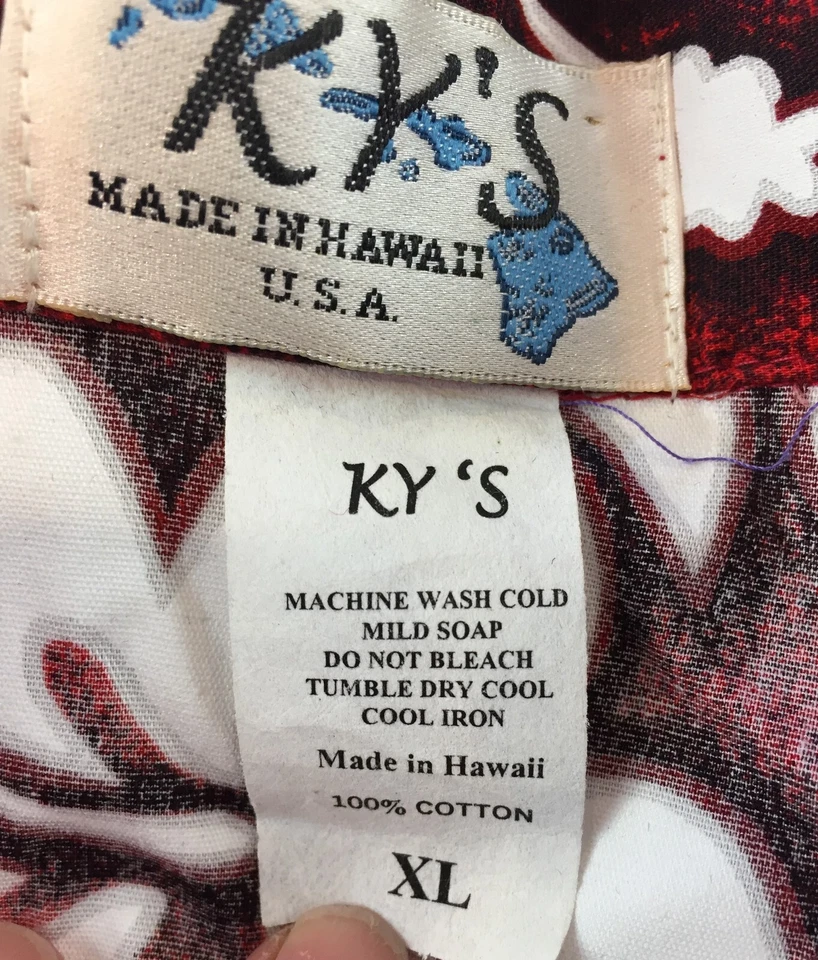 KY'S
MADE IN HAWAII
U.S.A.
KY ‘S
MACHINE WASH COLD
MILD SOAP
DO NOT BLEACH
TUMBLE DRY COOL
COOL IRON
Made in Hawaii
100% COTTON
XL